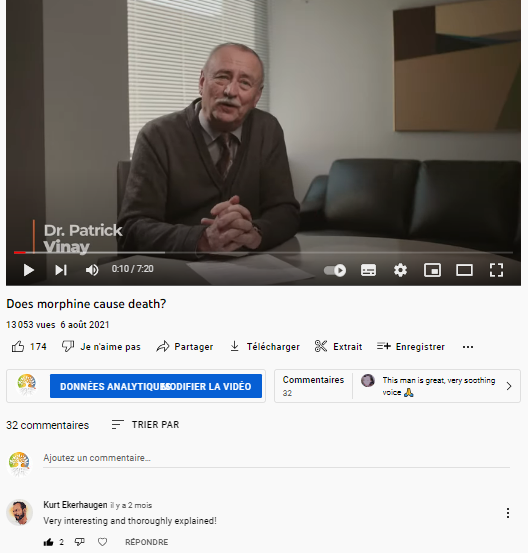 Dr. Patrick
Vinay
0:10 / 7:20
Does morphine cause death?
13 053 vues 6 août 2021
174 Je n'aime pas Partager Télécharger Extrait Enregistrer
DONNÉES ANALYTIQUES MODIFIER LA VIDÉO
Commentaires
32
This man is great, very soothing
voice 🙏
32 commentaires TRIER PAR
Ajoutez un commentaire...
Kurt Ekerhaugen il y a 2 mois
Very interesting and thoroughly explained!
2 RÉPONDRE